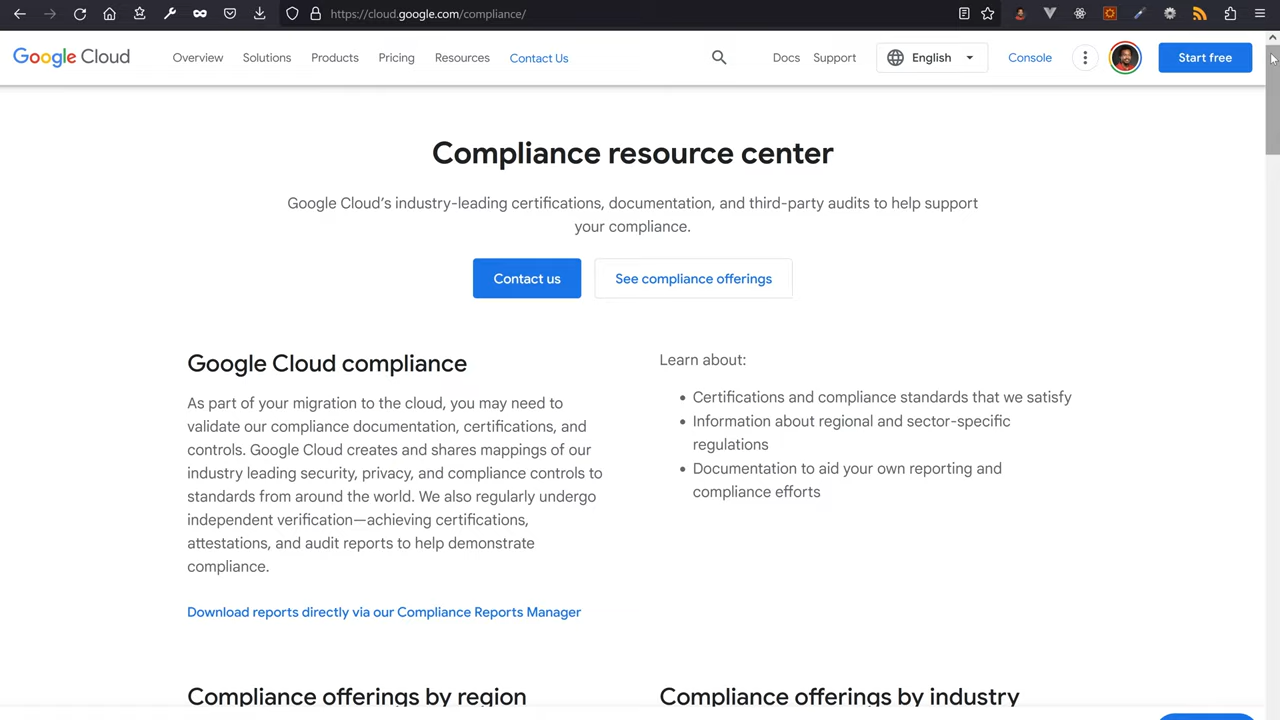 https://cloud.google.com/compliance/
Google Cloud
Overview
Solutions
Products
Pricing
Resources
Contact Us
Docs
Support
English
Console
Start free
Compliance resource center
Google Cloud's industry-leading certifications, documentation, and third-party audits to help support
your compliance.
Contact us
See compliance offerings
Google Cloud compliance
As part of your migration to the cloud, you may need to
validate our compliance documentation, certifications, and
controls. Google Cloud creates and shares mappings of our
industry leading security, privacy, and compliance controls to
standards from around the world. We also regularly undergo
independent verification—achieving certifications,
attestations, and audit reports to help demonstrate
compliance.
Download reports directly via our Compliance Reports Manager
Learn about:
• Certifications and compliance standards that we satisfy
• Information about regional and sector-specific
regulations
• Documentation to aid your own reporting and
compliance efforts
Compliance offerings by region
Compliance offerings by industry